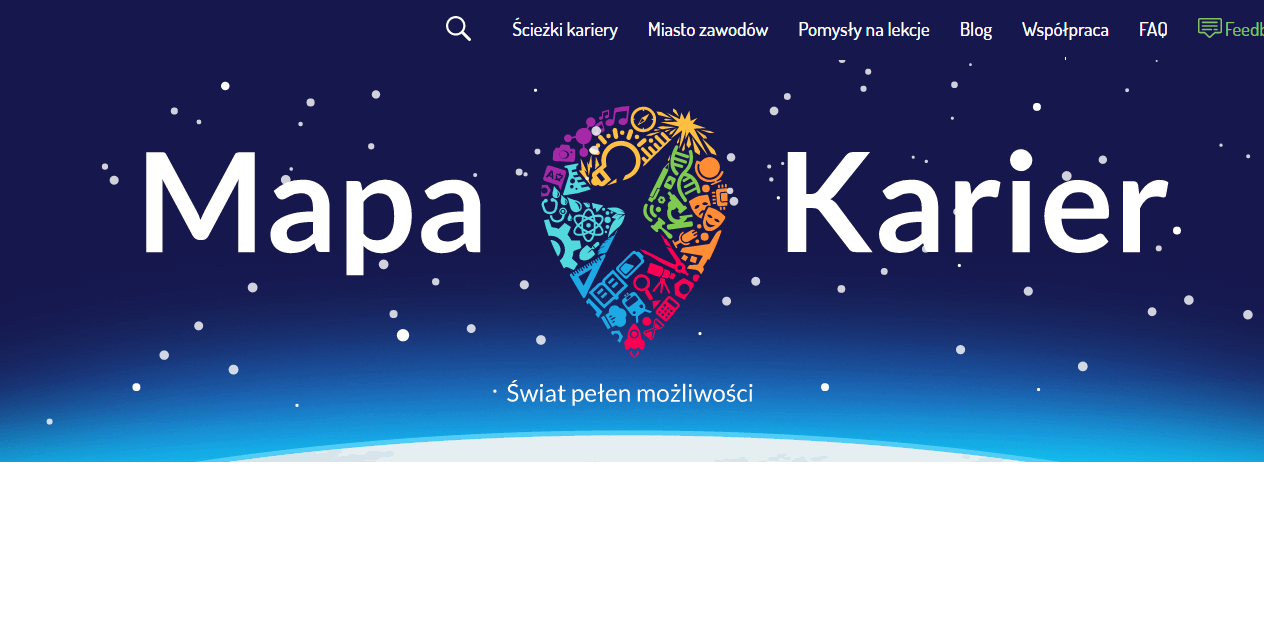 Ścieżki kariery Miasto zawodów Pomysły na lekcje Blog Współpraca FAQ
Mapa Karier
Świat pełen możliwości